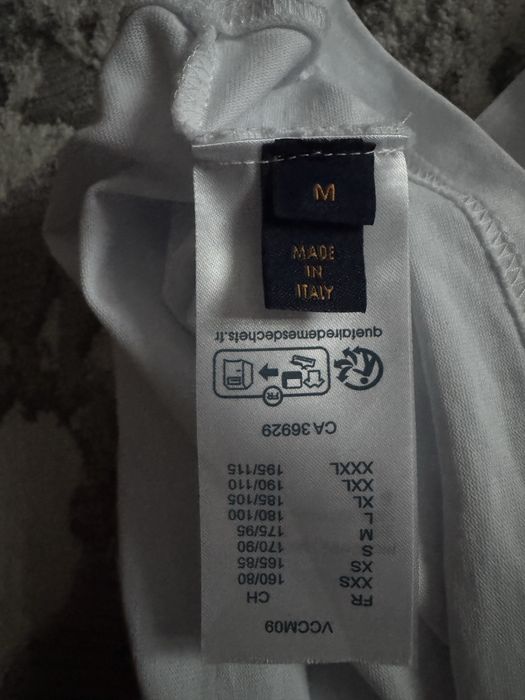 M
MADE
IN
ITALY
VCCM09
FR CH
XXS 160/80
XS 165/85
S 170/90
M 175/95
L 180/100
XL 185/105
XXL 190/110
XXXL 195/115
CA 36929
FR
quefairedemesdechets.fr